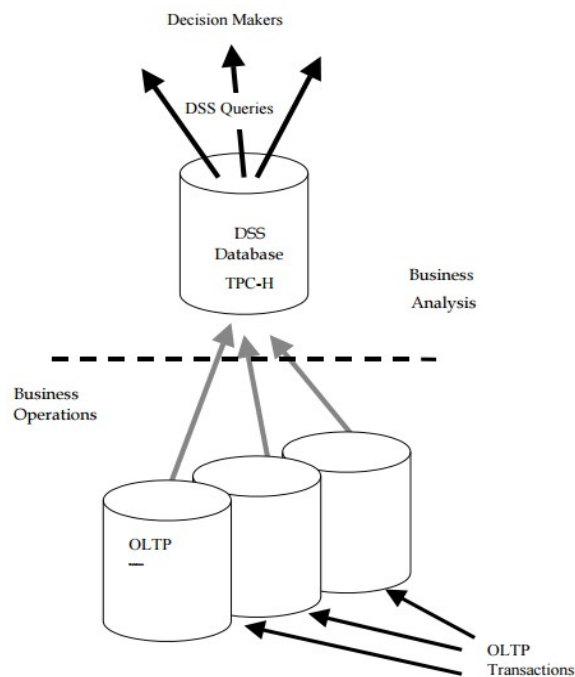 Decision Makers
DSS Queries
DSS
Database
TPC-H
Business
Analysis
Business
Operations
OLTP
OLTP
Transactions